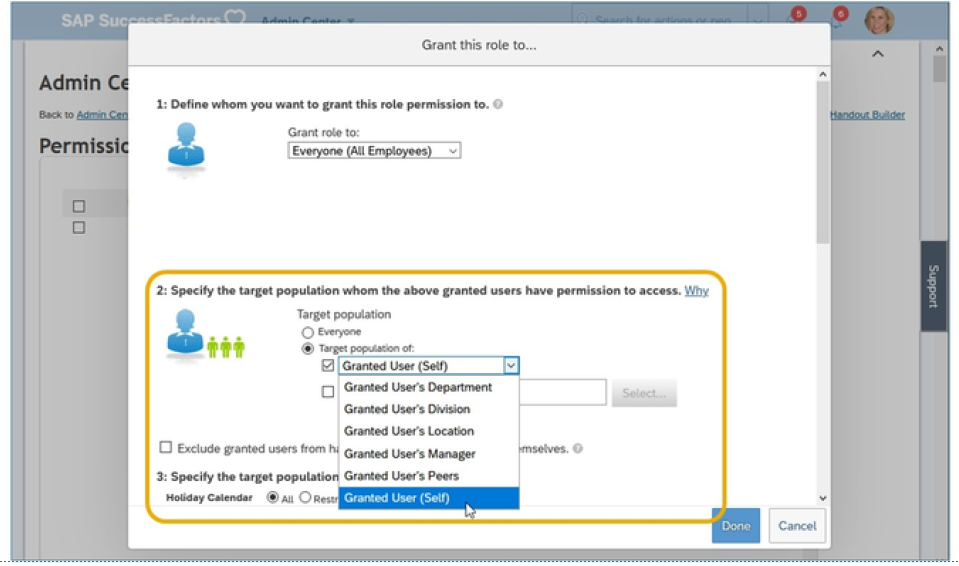 SAP SuccessFactors Admin Center
Search for actions or peo
5
6
Admin Ce
Back to Admin Cen
Handout Builder
Permissio
Grant this role to...
1: Define whom you want to grant this role permission to.
Grant role to:
Everyone (All Employees)
2: Specify the target population whom the above granted users have permission to access. Why
Target population
Everyone
Target population of:
Granted User (Self)
Granted User's Department
Select...
Granted User's Division
Granted User's Location
Exclude granted users from ha
mselves.
Granted User's Manager
Granted User's Peers
3: Specify the target population
Granted User (Self)
Holiday Calendar All Restr
Done
Cancel
Support